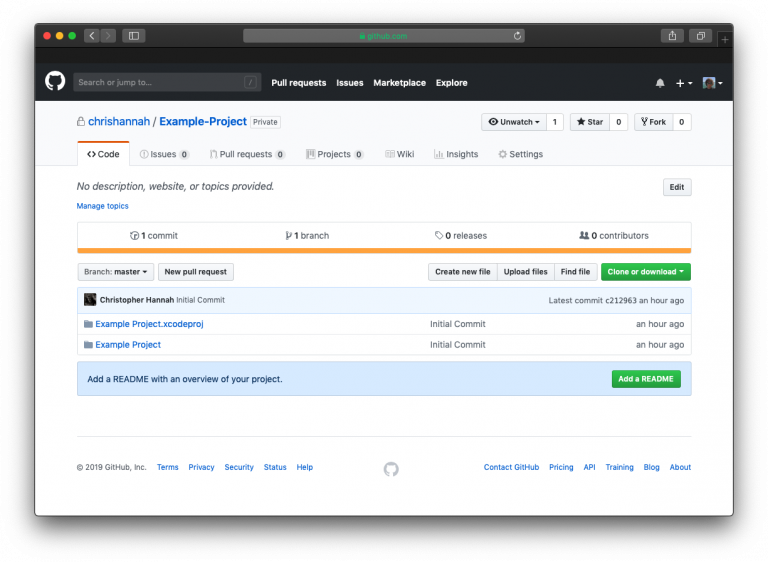 github.com
Search or jump to... /
Pull requests Issues Marketplace Explore
chrishannah / Example-Project Private
Unwatch 1 Star 0 Fork 0
Code Issues 0 Pull requests 0 Projects 0 Wiki Insights Settings
No description, website, or topics provided.
Edit
Manage topics
1 commit 1 branch 0 releases 0 contributors
Branch: master New pull request Create new file Upload files Find file Clone or download
Christopher Hannah Initial Commit Latest commit c212963 an hour ago
Example Project.xcodeproj Initial Commit an hour ago
Example Project Initial Commit an hour ago
Add a README with an overview of your project. Add a README
© 2019 GitHub, Inc. Terms Privacy Security Status Help Contact GitHub Pricing API Training Blog About